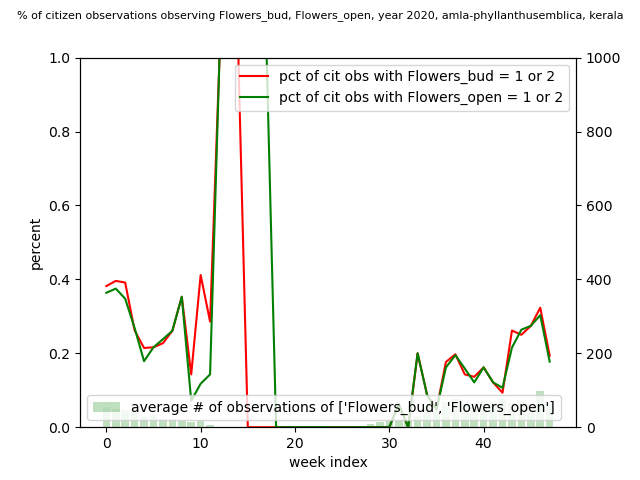 % of citizen observations observing Flowers_bud, Flowers_open, year 2020, amla-phyllanthusemblica, kerala
1.0
0.8
0.6
0.4
0.2
0.0
percent
1000
800
600
400
200
0
pct of cit obs with Flowers_bud = 1 or 2
pct of cit obs with Flowers_open = 1 or 2
average # of observations of ['Flowers_bud', 'Flowers_open']
0 10 20 30 40
week index